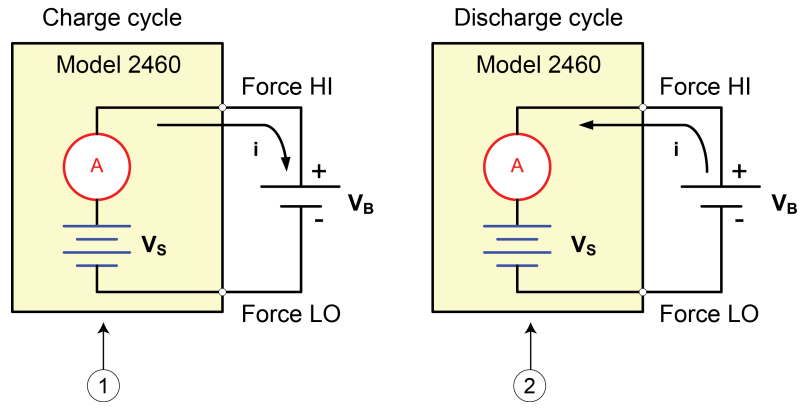 Charge cycle
Model 2460
Force HI
A
i
+
-
VB
VS
Force LO
1
Discharge cycle
Model 2460
Force HI
A
i
+
-
VB
VS
Force LO
2